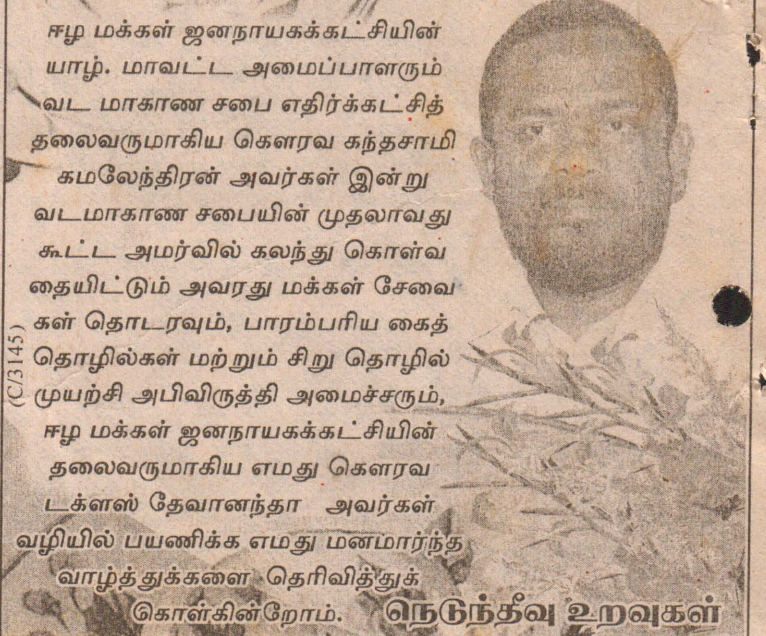 ஈழ மக்கள் ஜனநாயகக்கட்சியின்
யாழ். மாவட்ட அமைப்பாளரும்
வட மாகாண சபை எதிர்க்கட்சித்
தலைவருமாகிய கௌரவ கந்தசாமி
கமலேந்திரன் அவர்கள் இன்று
வடமாகாண சபையின் முதலாவது
கூட்ட அமர்வில் கலந்து கொள்வ
தையிட்டும் அவரது மக்கள் சேவை
கள் தொடரவும், பாரம்பரிய கைத்
தொழில்கள் மற்றும் சிறு தொழில்
முயற்சி அபிவிருத்தி அமைச்சரும்,
ஈழ மக்கள் ஜனநாயகக்கட்சியின்
தலைவருமாகிய எமது கௌரவ
டக்ளஸ் தேவானந்தா அவர்கள்
வழியில் பயணிக்க எமது மனமார்ந்த
வாழ்த்துக்களை தெரிவித்துக்
கொள்கின்றோம்.
நெடுந்தீவு உறவுகள்
(C/3145)